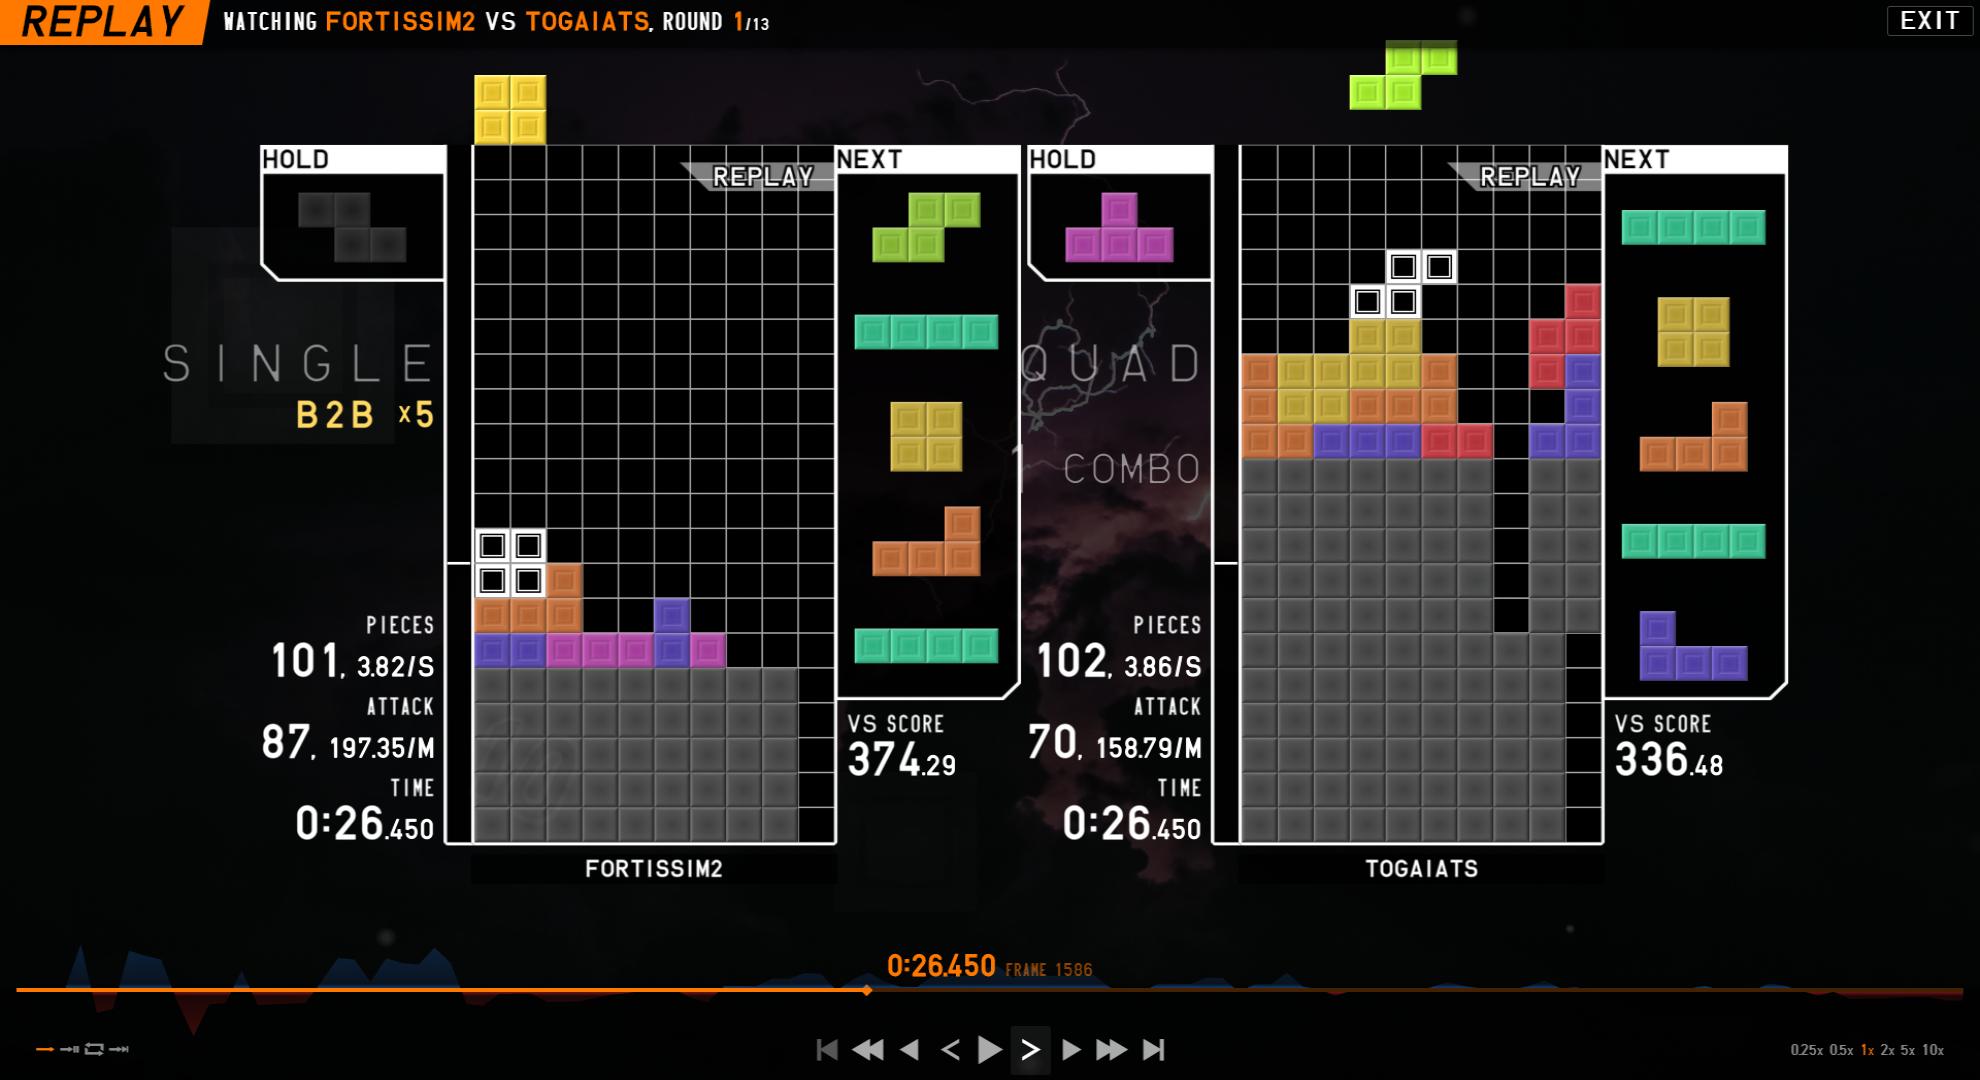 REPLAY
WATCHING FORTISSIM2 VS TOGAIATS, ROUND 1/13
EXIT
HOLD
REPLAY
NEXT
SINGLE
B2B x5
PIECES
101, 3.82/S
ATTACK
87, 197.35/M
TIME
0:26.450
VS SCORE
374.29
FORTISSIM2
HOLD
REPLAY
NEXT
QUAD
1 COMBO
PIECES
102, 3.86/S
ATTACK
70, 158.79/M
TIME
0:26.450
VS SCORE
336.48
TOGAIATS
0:26.450 FRAME 1586
0.25x 0.5x 1x 2x 5x 10x